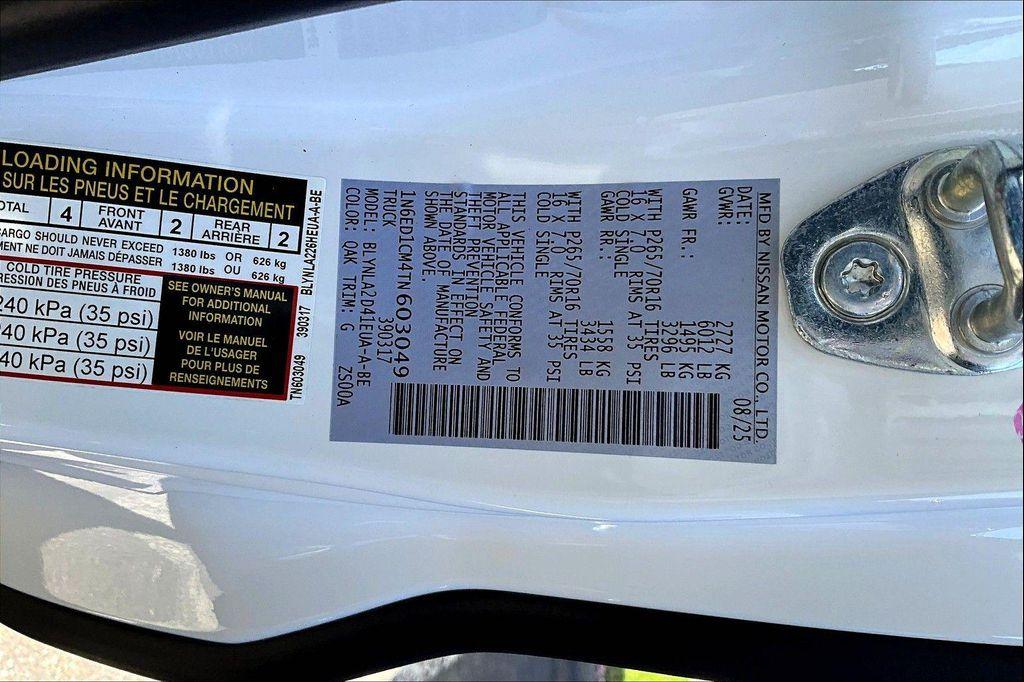 LOADING INFORMATION
SUR LES PNEUS ET LE CHARGEMENT
OTAL 4 FRONT AVANT 2 REAR ARRIÈRE 2
ARGO SHOULD NEVER EXCEED 1380 lbs OR 626 kg
MENT NE DOIT JAMAIS DÉPASSER 1380 lbs OU 626 kg
COLD TIRE PRESSURE
RESSION DES PNEUS À FROID
240 kPa (35 psi)
240 kPa (35 psi)
40 kPa (35 psi)
SEE OWNER'S MANUAL
FOR ADDITIONAL
INFORMATION
VOIR LE MANUEL
DE L'USAGER
POUR PLUS DE
RENSEIGNEMENTS
TN603049 390317 BLYNLA226HEUA-A-BE
MFD BY NISSAN MOTOR CO., LTD.
DATE: 08/25
GVWR: 2727 KG
6012 LB
GAWR FR.: 1495 KG
3296 LB
WITH P265/70R16 TIRES
16 X 7.0 RIMS AT 35 PSI
COLD SINGLE
GAWR RR.: 1558 KG
3434 LB
WITH P265/70R16 TIRES
16 X 7.0 RIMS AT 35 PSI
COLD SINGLE
THIS VEHICLE CONFORMS TO
ALL APPLICABLE FEDERAL
MOTOR VEHICLE SAFETY AND
THEFT PREVENTION
STANDARDS IN EFFECT ON
THE DATE OF MANUFACTURE
SHOWN ABOVE.
1N6ED1CM4TN603049
TRUCK 390317
MODEL: BLYNLA2D41EUA-A-BE
COLOR: QAK TRIM: G Z500A